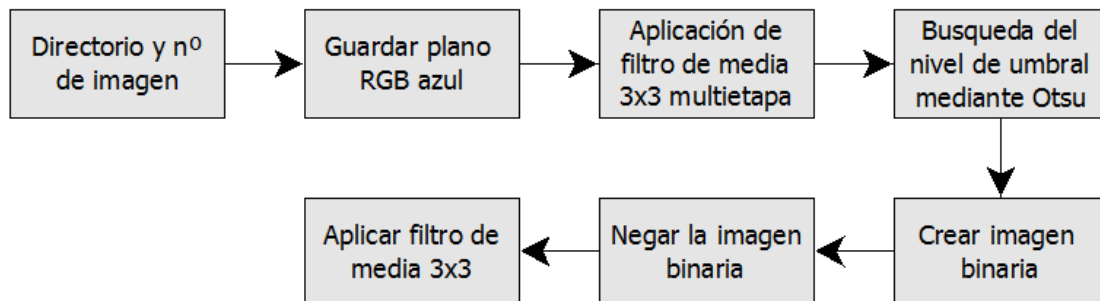 Directorio y nº
de imagen
Guardar plano
RGB azul
Aplicación de
filtro de media
3x3 multietapa
Busqueda del
nivel de umbral
mediante Otsu
Crear imagen
binaria
Negar la imagen
binaria
Aplicar filtro de
media 3x3